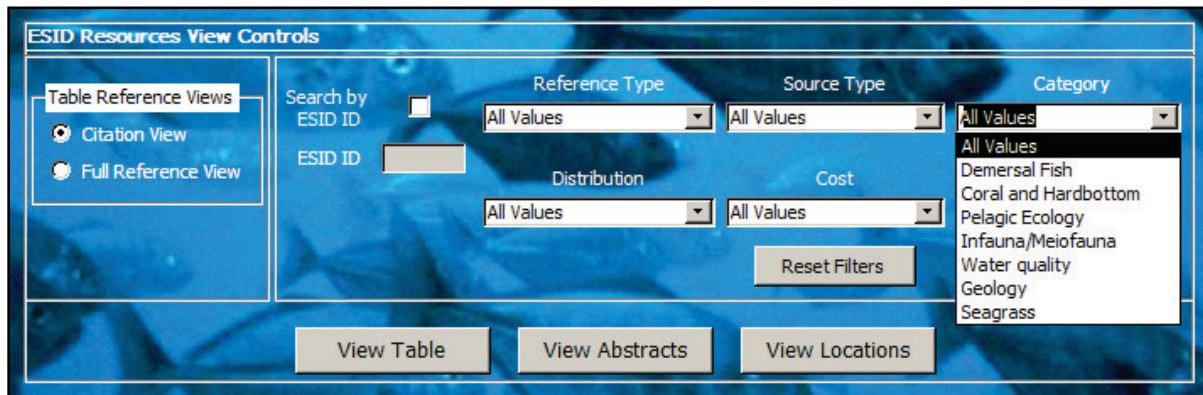 ESID Resources View Controls
Table Reference Views
Citation View
Full Reference View
Search by
ESID ID
ESID ID
Reference Type
All Values
Source Type
All Values
Category
All Values
All Values
Demersal Fish
Coral and Hardbottom
Pelagic Ecology
Infauna/Meiofauna
Water quality
Geology
Seagrass
Distribution
All Values
Cost
All Values
Reset Filters
View Table
View Abstracts
View Locations